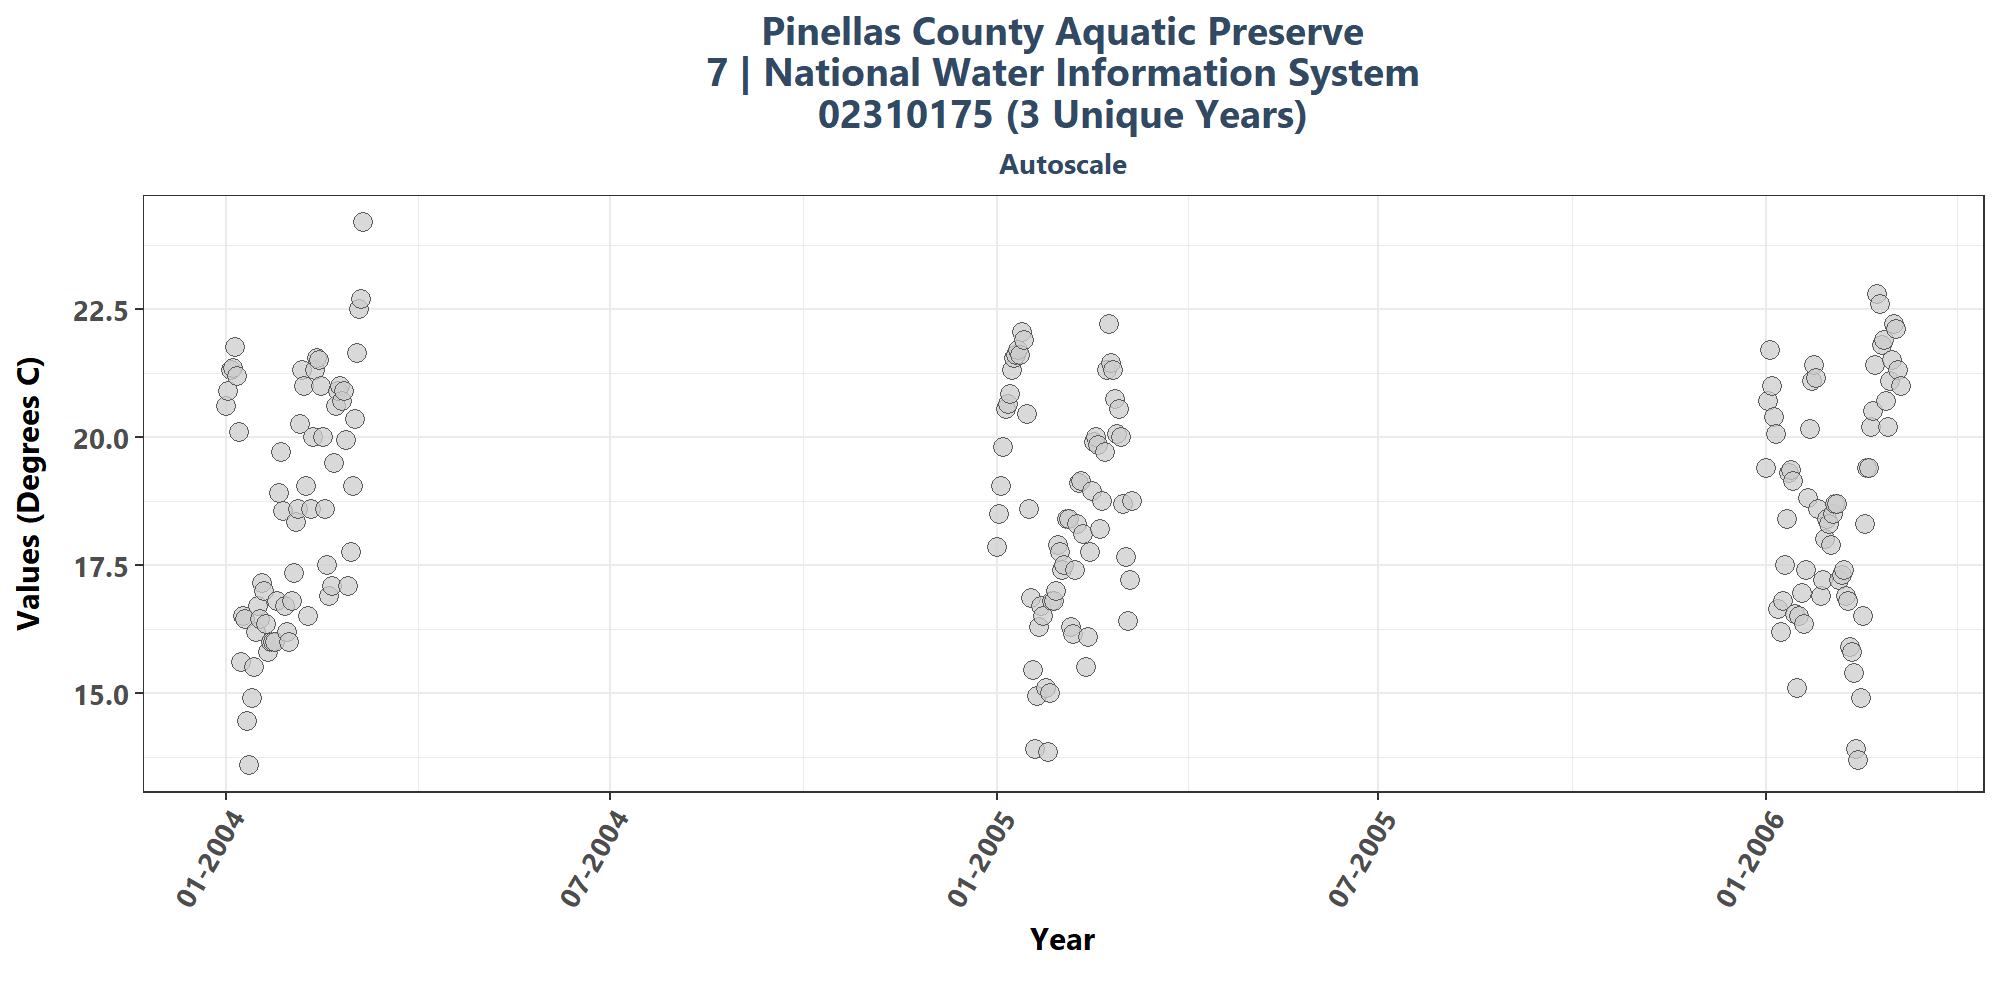 Pinellas County Aquatic Preserve
7 | National Water Information System
02310175 (3 Unique Years)
Autoscale
Values (Degrees C)
22.5
20.0
17.5
15.0
01-2004
07-2004
01-2005
07-2005
01-2006
Year